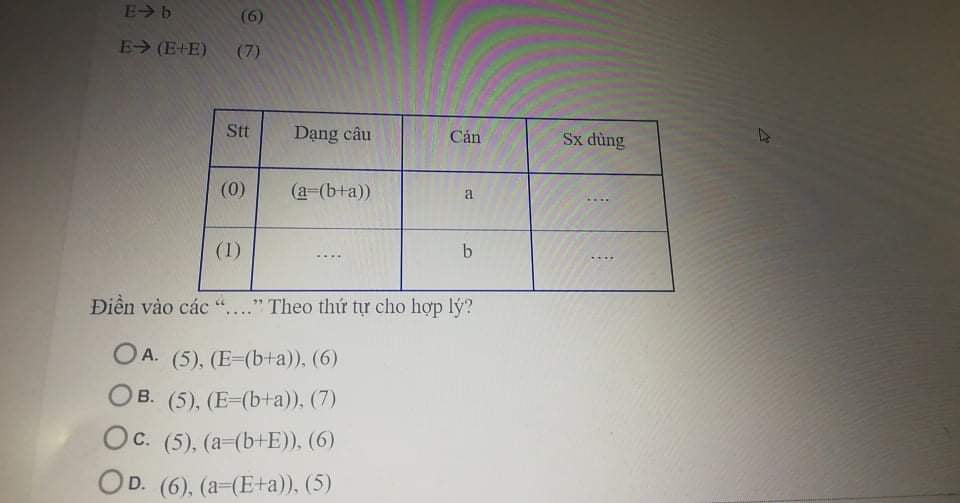 E→ b (6)
E→ (E+E) (7)
Stt Dạng câu Cán Sx dùng
(0) (a=(b+a)) a ....
(1) .... b ....
Điền vào các “….” Theo thứ tự cho hợp lý?
A. (5), (E=(b+a)), (6)
B. (5), (E=(b+a)), (7)
C. (5), (a=(b+E)), (6)
D. (6), (a=(E+a)), (5)